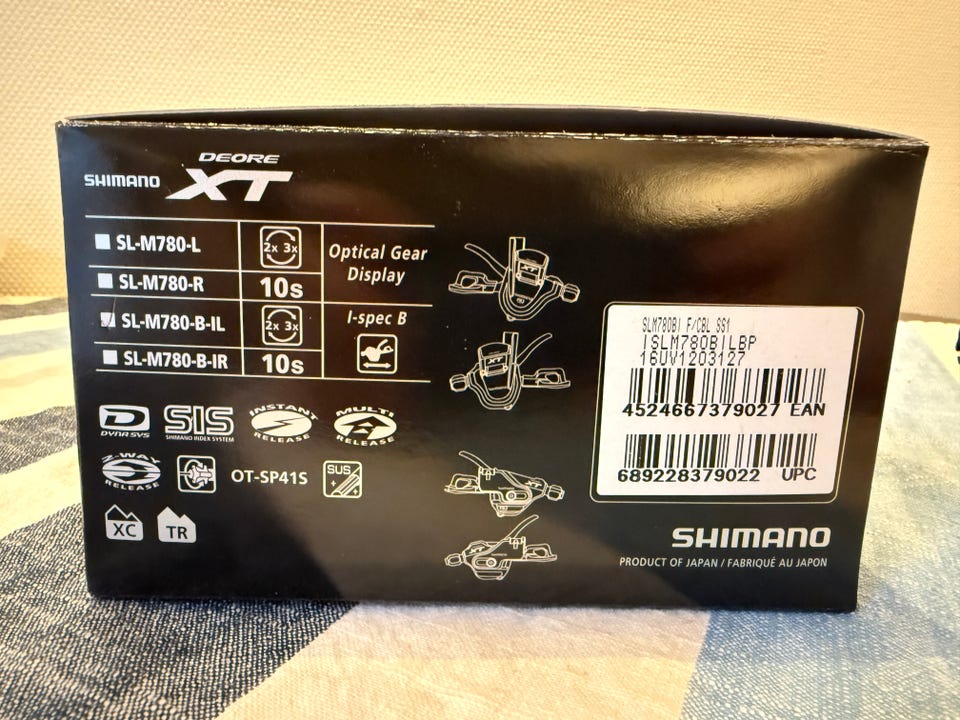 DEORE
SHIMANO XT
SL-M780-L 2x 3x Optical Gear
Display
SL-M780-R 10s
SL-M780-B-IL 2x 3x I-spec B
SL-M780-B-IR 10s
D SIS INSTANT MULTI
DYNA SYS SHIMANO INDEX SYSTEM RELEASE RELEASE
2-WAY
RELEASE OT-SP41S SUS
XC TR
SLM780BI F/CBL SS1
ISLM780BILBP
16UV1203127
4524667379027 EAN
689228379022 UPC
SHIMANO
PRODUCT OF JAPAN / FABRIQUÉ AU JAPON